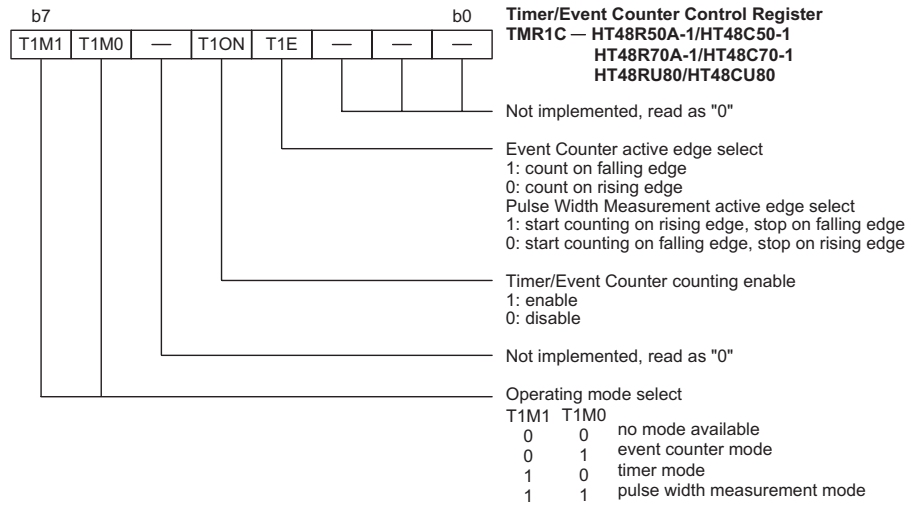 b7 b0
T1M1 T1M0 — T1ON T1E — — —
Timer/Event Counter Control Register
TMR1C — HT48R50A-1/HT48C50-1
HT48R70A-1/HT48C70-1
HT48RU80/HT48CU80
Not implemented, read as "0"
Event Counter active edge select
1: count on falling edge
0: count on rising edge
Pulse Width Measurement active edge select
1: start counting on rising edge, stop on falling edge
0: start counting on falling edge, stop on rising edge
Timer/Event Counter counting enable
1: enable
0: disable
Not implemented, read as "0"
Operating mode select
T1M1 T1M0
0 0 no mode available
0 1 event counter mode
1 0 timer mode
1 1 pulse width measurement mode